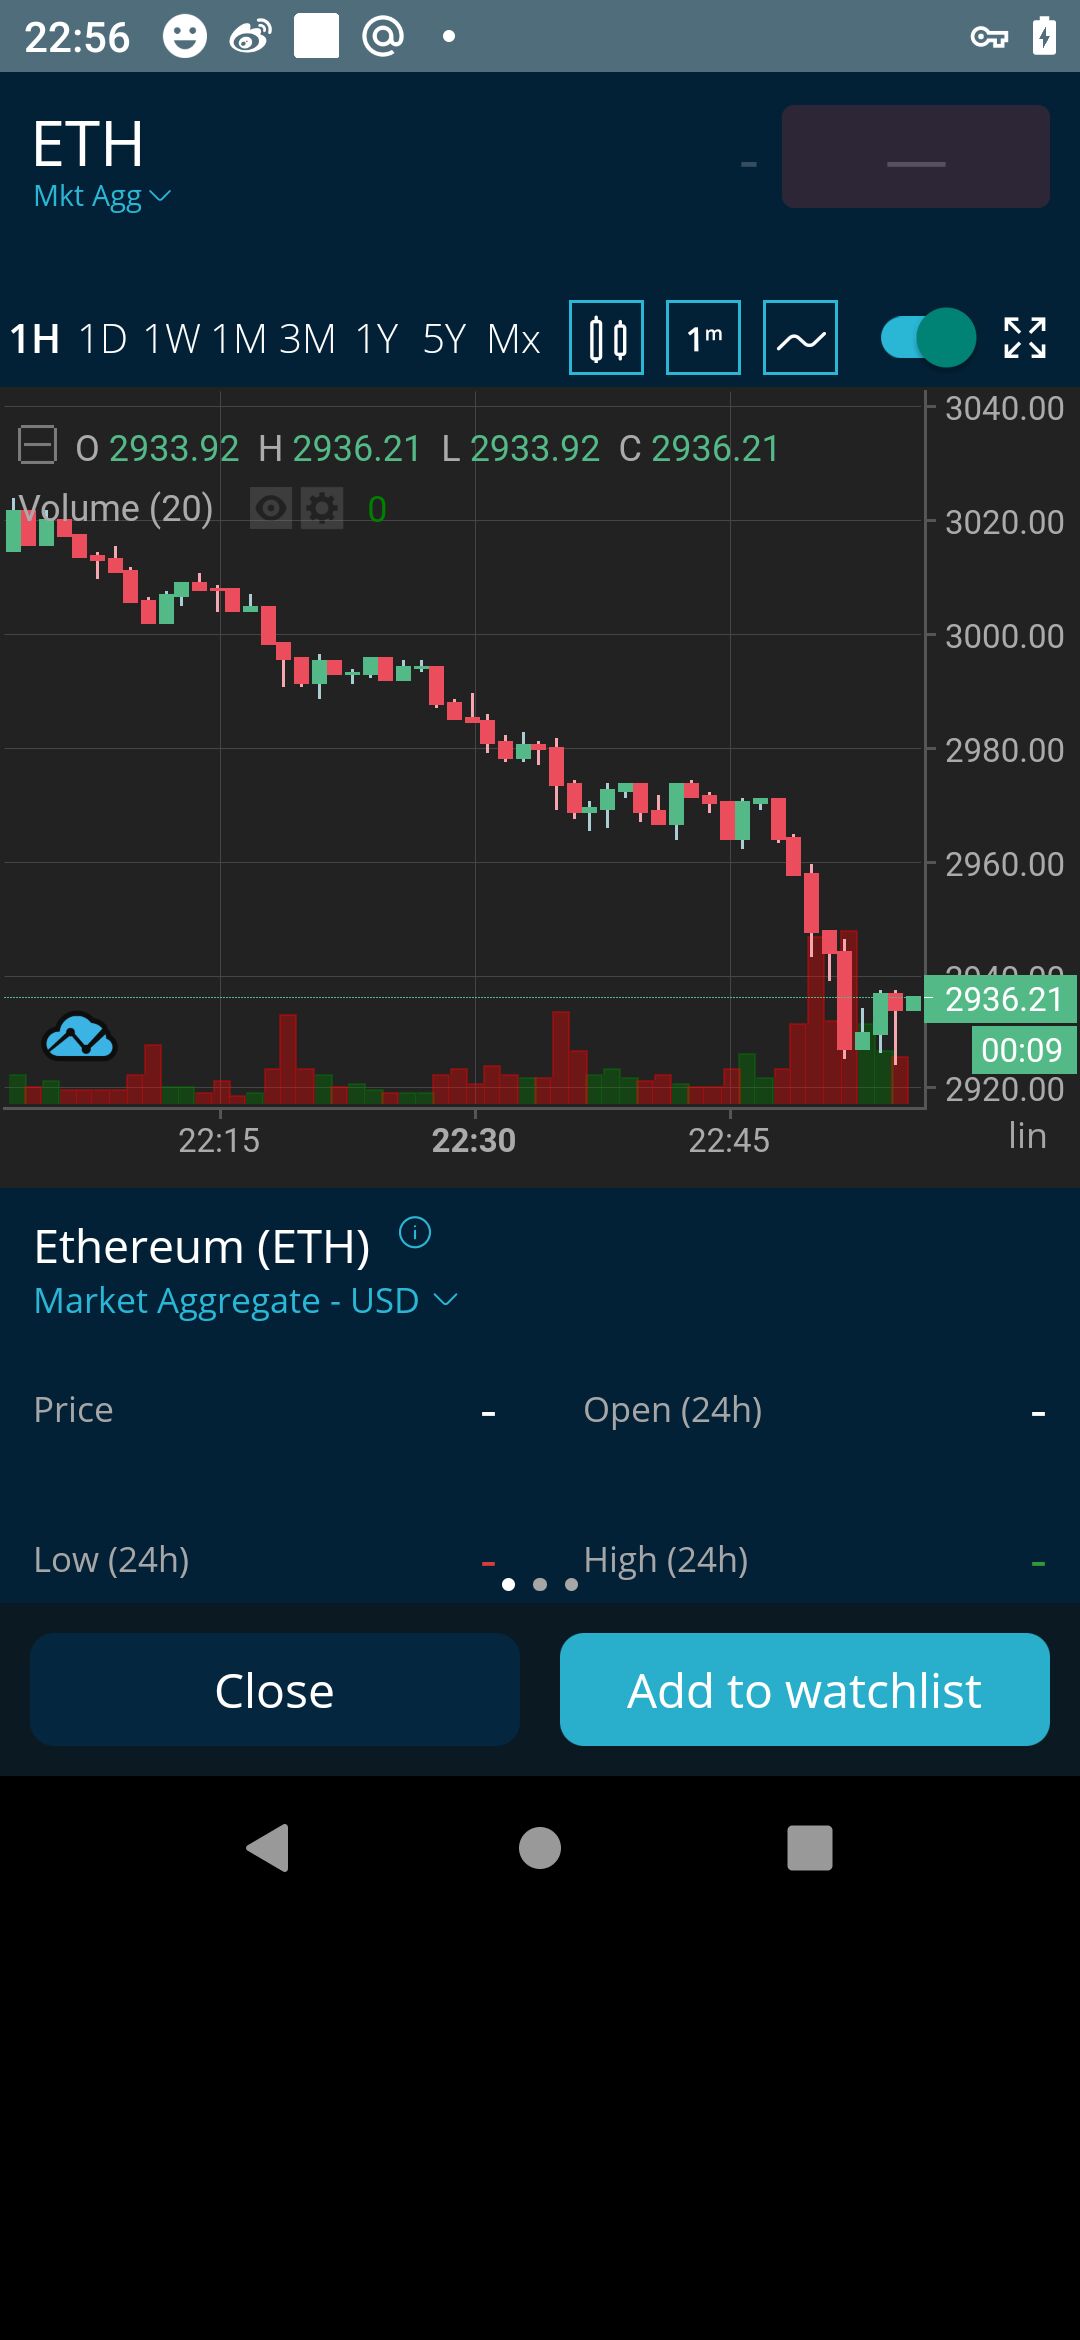 22:56
ETH
Mkt Agg
- —
1H 1D 1W 1M 3M 1Y 5Y Mx 1m
3040.00
O 2933.92 H 2936.21 L 2933.92 C 2936.21
Volume (20) 0
3020.00
3000.00
2980.00
2960.00
2940.00
2936.21
00:09
2920.00
22:15 22:30 22:45 lin
Ethereum (ETH)
Market Aggregate - USD
Price - Open (24h) -
Low (24h) - High (24h) -
Close Add to watchlist